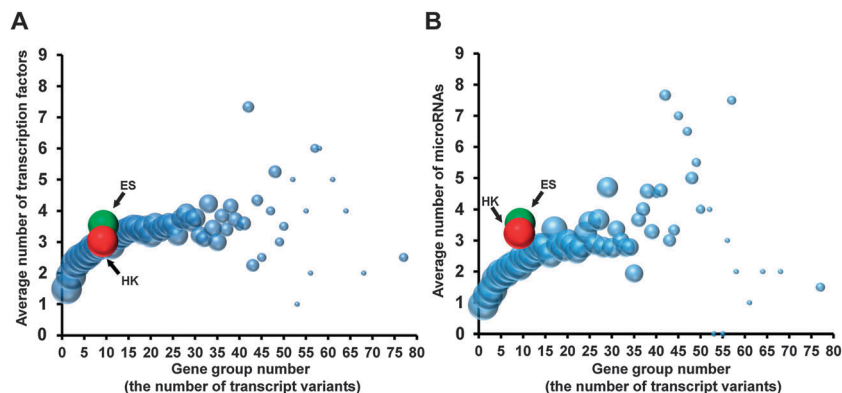 A
Average number of transcription factors
9
8
7
6
5
4
3
2
1
0
ES
HK
0 5 10 15 20 25 30 35 40 45 50 55 60 65 70 75 80
Gene group number
(the number of transcript variants)
B
Average number of microRNAs
9
8
7
6
5
4
3
2
1
0
HK
ES
0 5 10 15 20 25 30 35 40 45 50 55 60 65 70 75 80
Gene group number
(the number of transcript variants)